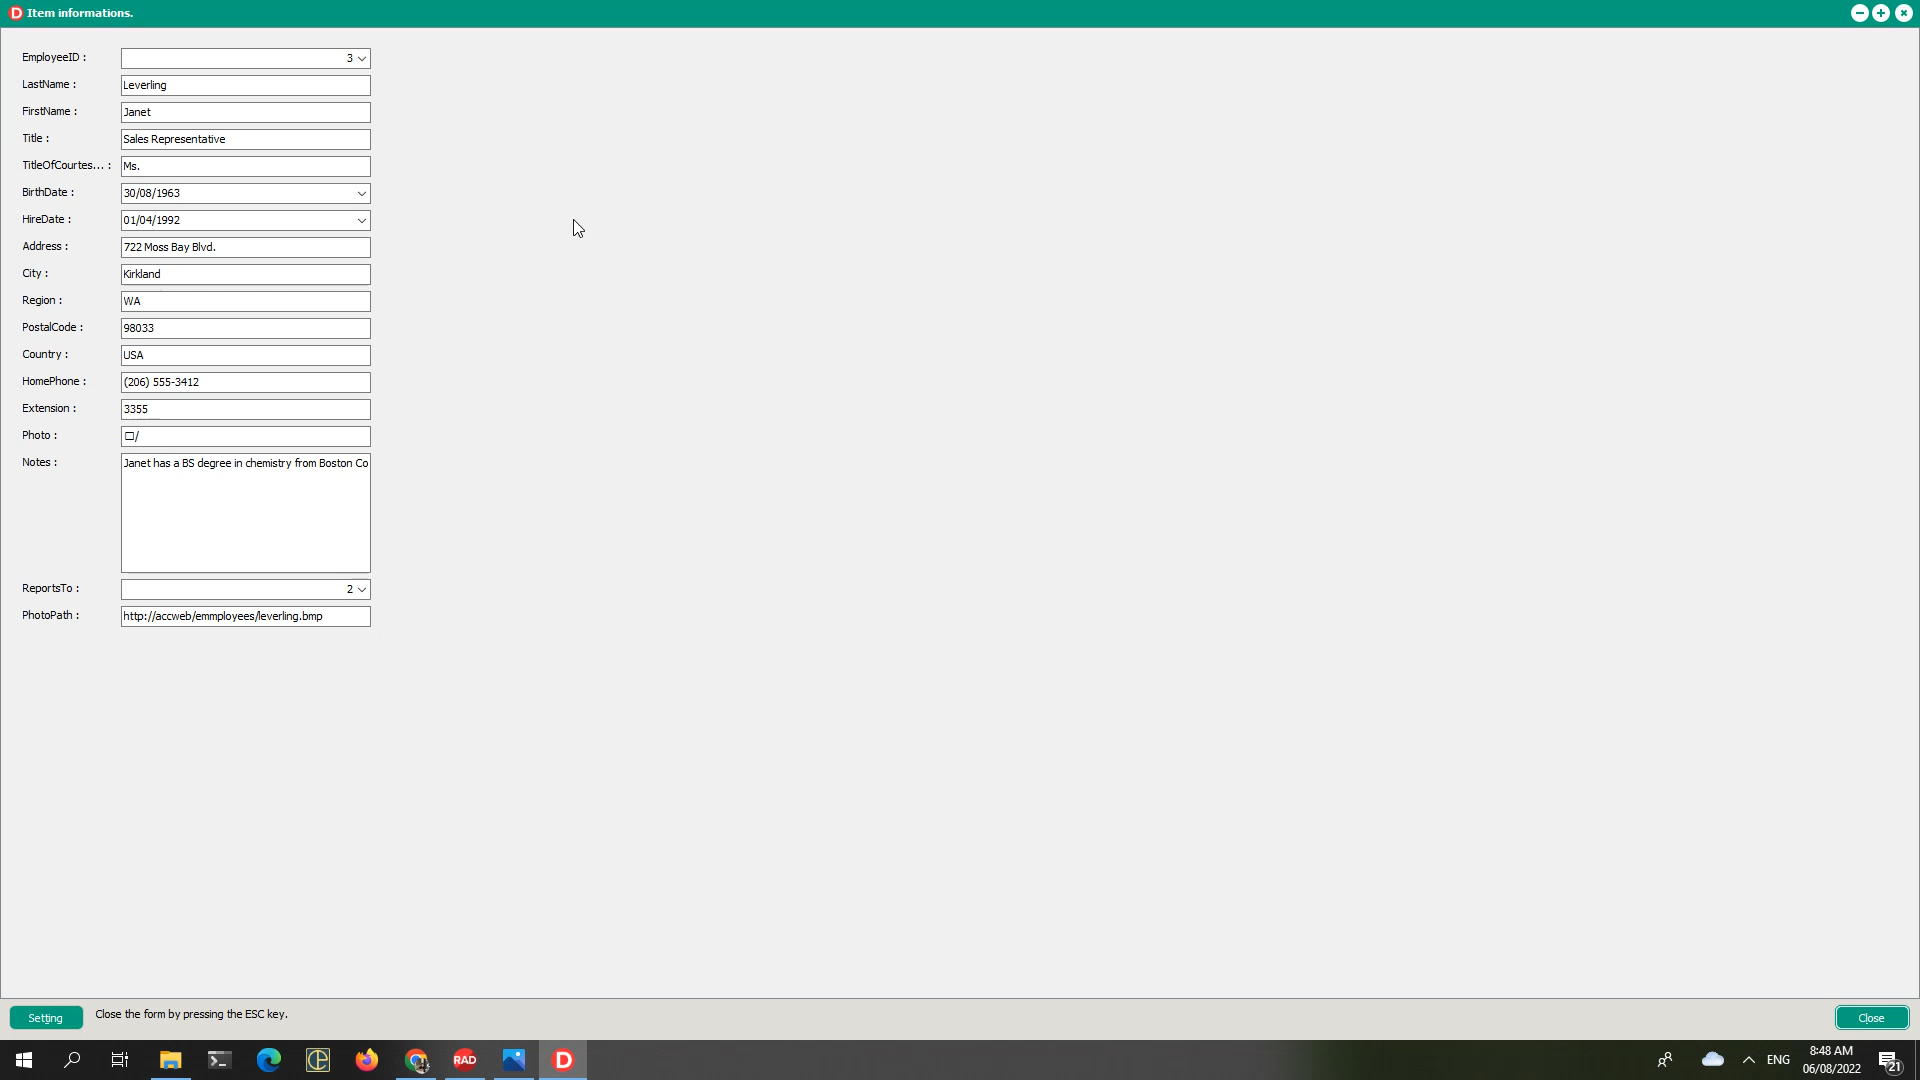 D Item informations.
EmployeeID : 3
LastName : Leverling
FirstName : Janet
Title : Sales Representative
TitleOfCourtes... : Ms.
BirthDate : 30/08/1963
HireDate : 01/04/1992
Address : 722 Moss Bay Blvd.
City : Kirkland
Region : WA
PostalCode : 98033
Country : USA
HomePhone : (206) 555-3412
Extension : 3355
Photo : □/
Notes : Janet has a BS degree in chemistry from Boston Co
ReportsTo : 2
PhotoPath : http://accweb/emmployees/leverling.bmp
Setting Close the form by pressing the ESC key. Close
RAD D ENG 8:48 AM
06/08/2022 21